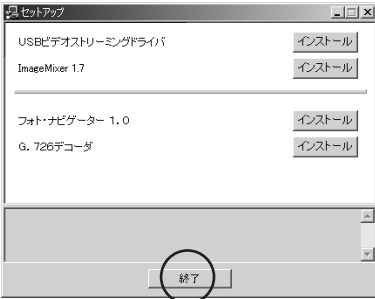 セットアップ
USBビデオストリーミングドライバ インストール
ImageMixer 1.7 インストール
フォト・ナビゲーター 1.0 インストール
G.726デコーダ インストール
終了